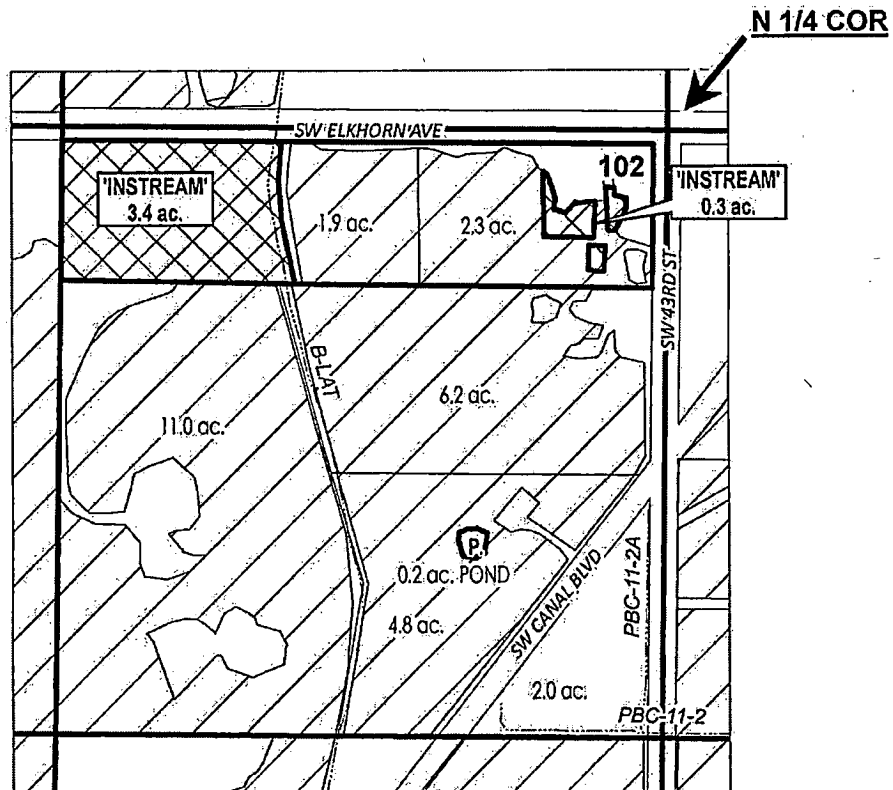 N 1/4 COR
SW ELKHORN AVE
102
'INSTREAM'
3.4 ac.
'INSTREAM'
0.3 ac.
1.9 ac.
2.3 ac.
SW 43RD ST
B-LAT
6.2 ac.
11.0 ac.
P
0.2 ac. POND
4.8 ac.
SW CANAL BLVD
PBC-11-2A
2.0 ac.
PBC-11-2